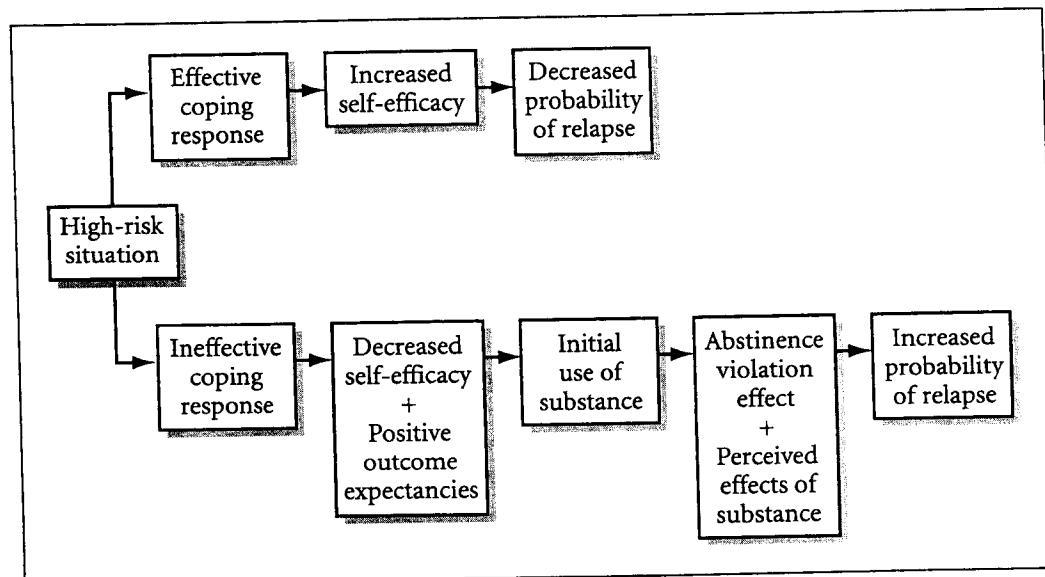 Effective
coping
response
Increased
self-efficacy
Decreased
probability
of relapse
High-risk
situation
Ineffective
coping
response
Decreased
self-efficacy
+
Positive
outcome
expectancies
Initial
use of
substance
Abstinence
violation
effect
+
Perceived
effects of
substance
Increased
probability
of relapse